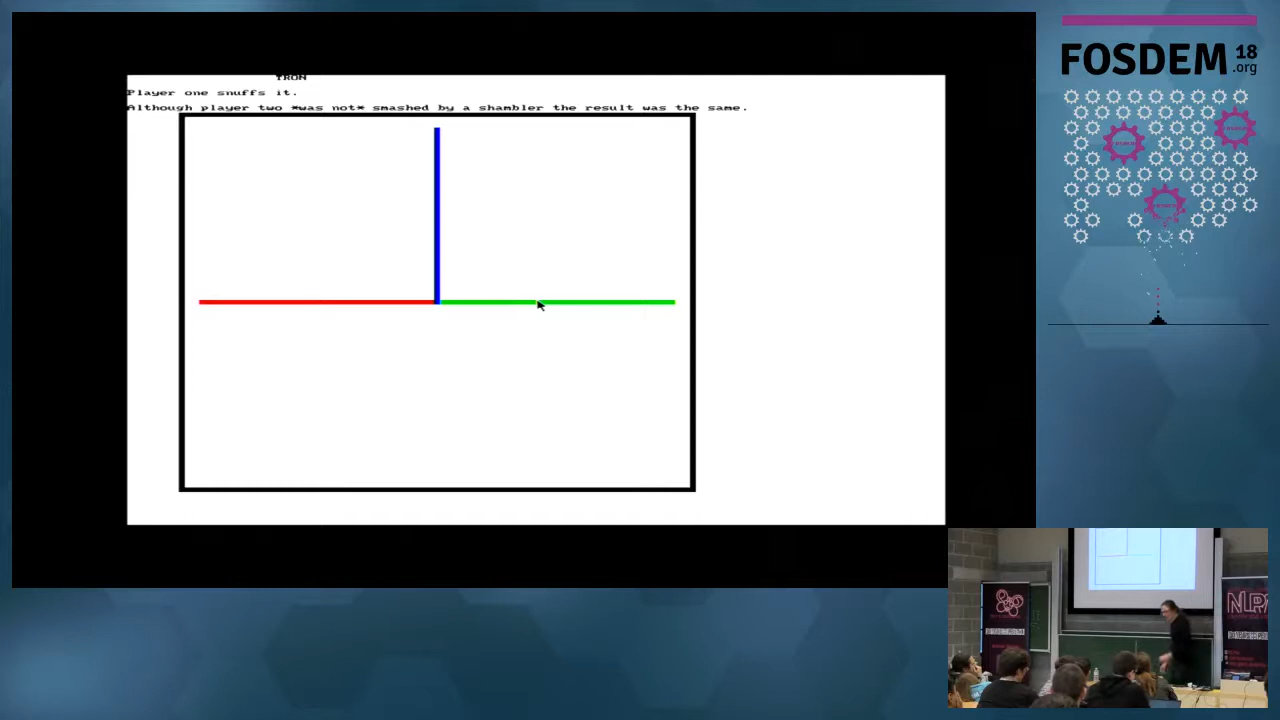 TRON
Player one snuffs it.
Although player two *was not* smashed by a shambler the result was the same.
FOSDEM 18
.org